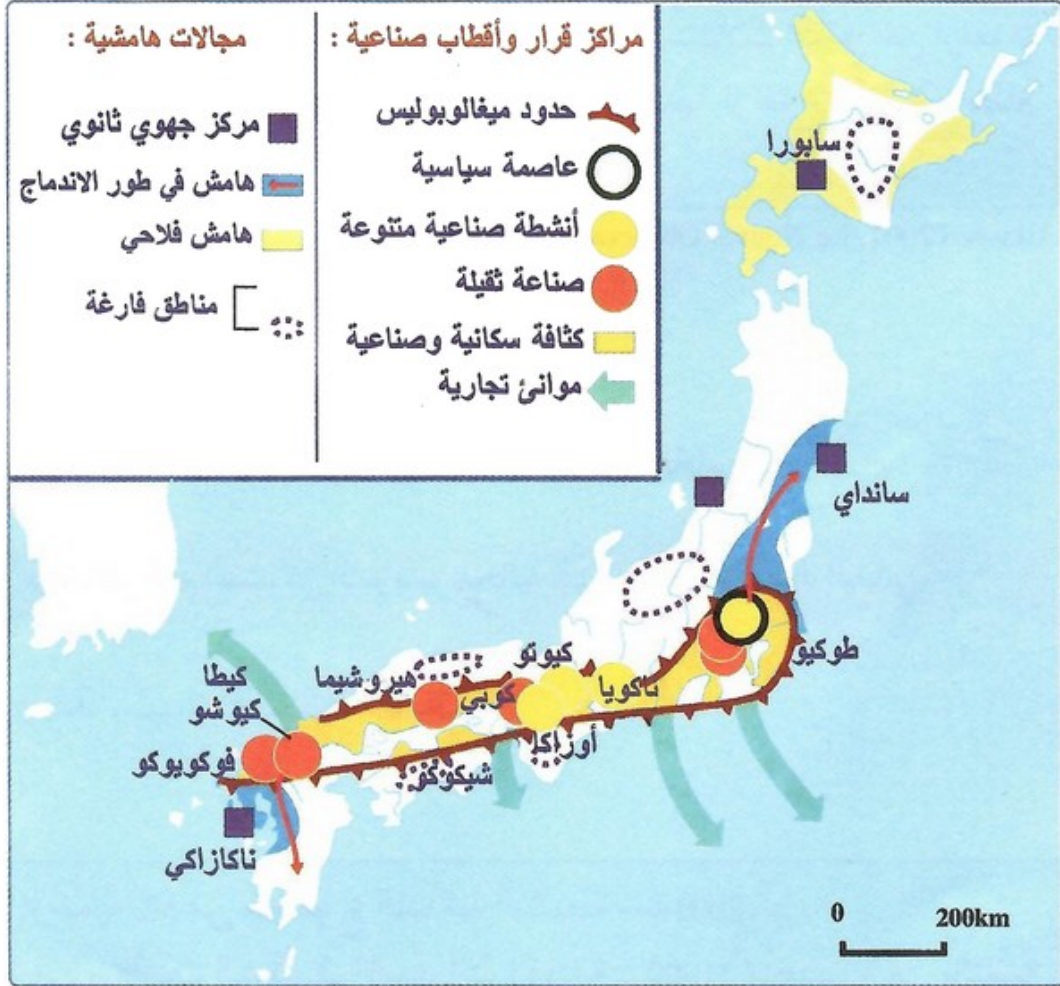 مراكز قرار وأقطاب صناعية :
حدود ميغالوبوليس
عاصمة سياسية
أنشطة صناعية متنوعة
صناعة ثقيلة
كثافة سكانية وصناعية
موانئ تجارية
مجالات هامشية :
مركز جهوي ثانوي
هامش في طور الاندماج
هامش فلاحي
مناطق فارغة
سابورا
سانداي
طوكيو
ناكويا
كيوتو
كوبي
أوزاكا
هيروشيما
شيكوكو
كيطا
كيوشو
فوكويوكو
ناكازاكي
0 200km